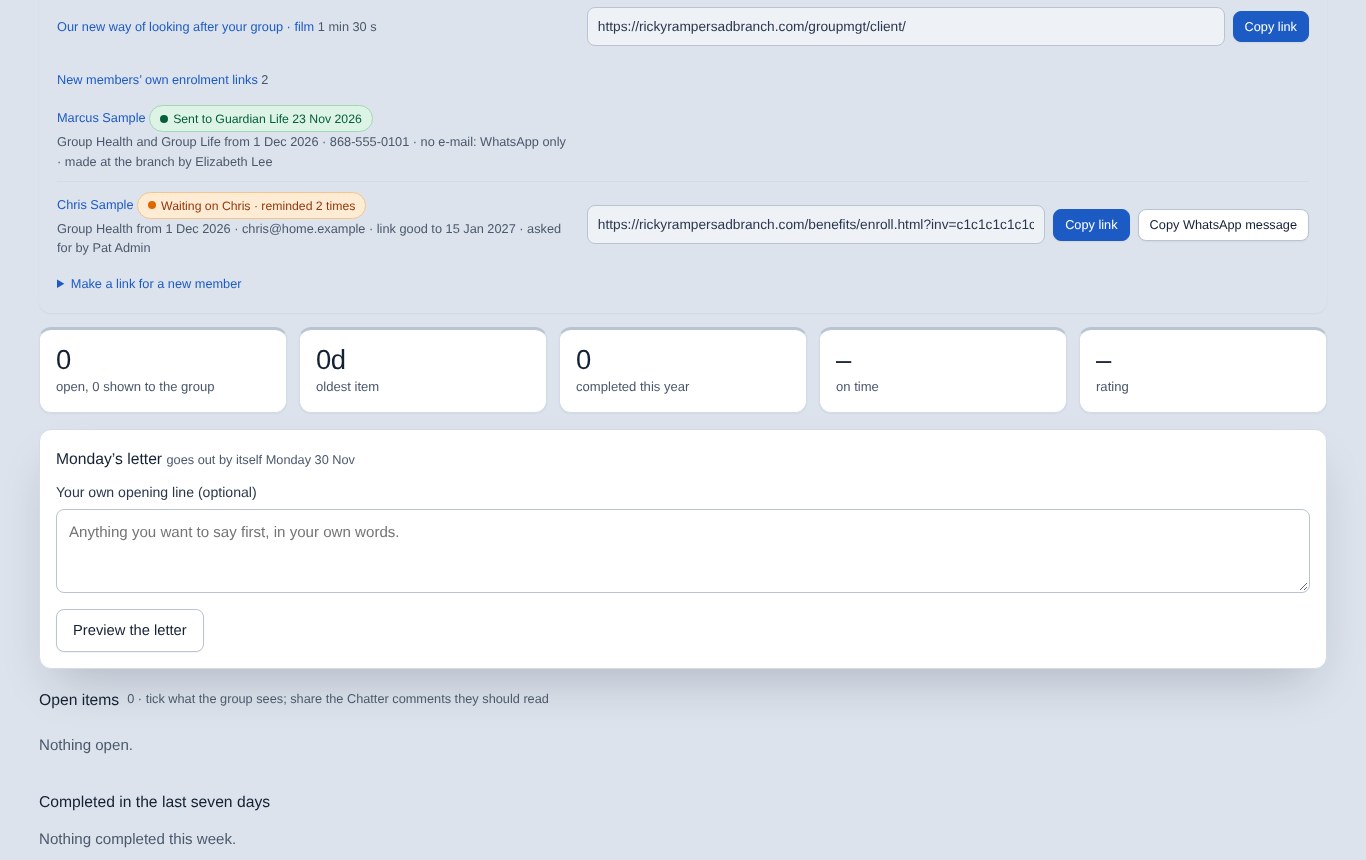 Our new way of looking after your group · film 1 min 30 s
https://rickyrampersadbranch.com/groupmgt/client/
Copy link
New members' own enrolment links 2
Marcus Sample
Sent to Guardian Life 23 Nov 2026
Group Health and Group Life from 1 Dec 2026 · 868-555-0101 · no e-mail: WhatsApp only
· made at the branch by Elizabeth Lee
Chris Sample
Waiting on Chris · reminded 2 times
Group Health from 1 Dec 2026 · chris@home.example · link good to 15 Jan 2027 · asked
for by Pat Admin
https://rickyrampersadbranch.com/benefits/enroll.html?inv=c1c1c1c1c1c
Copy link
Copy WhatsApp message
Make a link for a new member
0
open, 0 shown to the group
0d
oldest item
0
completed this year
–
on time
–
rating
Monday's letter goes out by itself Monday 30 Nov
Your own opening line (optional)
Anything you want to say first, in your own words.
Preview the letter
Open items 0 · tick what the group sees; share the Chatter comments they should read
Nothing open.
Completed in the last seven days
Nothing completed this week.